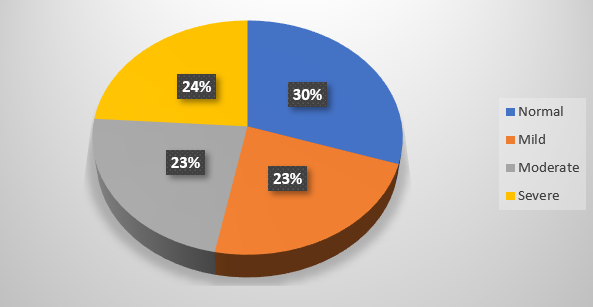 24%
30%
23%
23%
Normal
Mild
Moderate
Severe